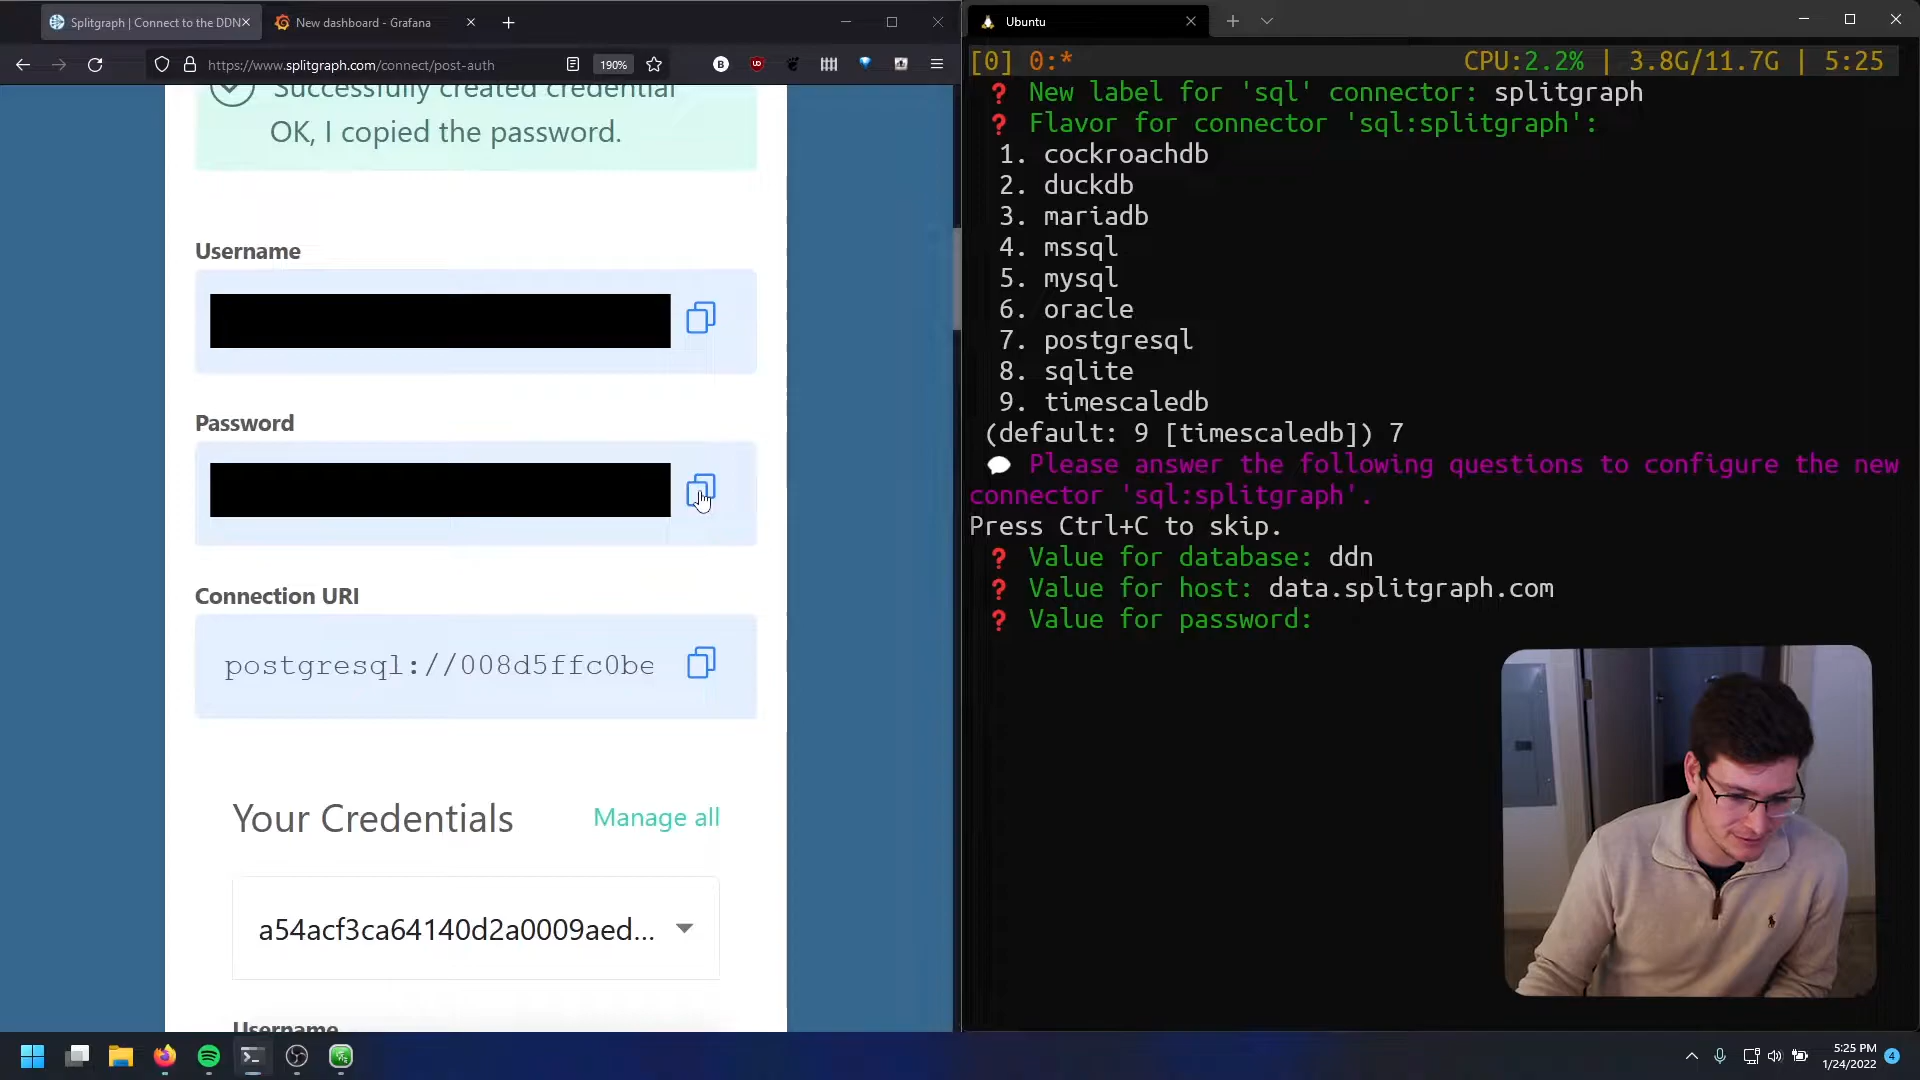 Splitgraph | Connect to the DDN
New dashboard - Grafana
https://www.splitgraph.com/connect/post-auth
190%
Successfully created credential
OK, I copied the password.
Username
Password
Connection URI
postgresql://008d5ffc0be
Your Credentials
Manage all
a54acf3ca64140d2a0009aed...
Username
Ubuntu
[0] 0:* CPU:2.2% | 3.8G/11.7G | 5:25
? New label for 'sql' connector: splitgraph
? Flavor for connector 'sql:splitgraph':
1. cockroachdb
2. duckdb
3. mariadb
4. mssql
5. mysql
6. oracle
7. postgresql
8. sqlite
9. timescaledb
(default: 9 [timescaledb]) 7
Please answer the following questions to configure the new
connector 'sql:splitgraph'.
Press Ctrl+C to skip.
? Value for database: ddn
? Value for host: data.splitgraph.com
? Value for password:
5:25 PM
1/24/2022
4